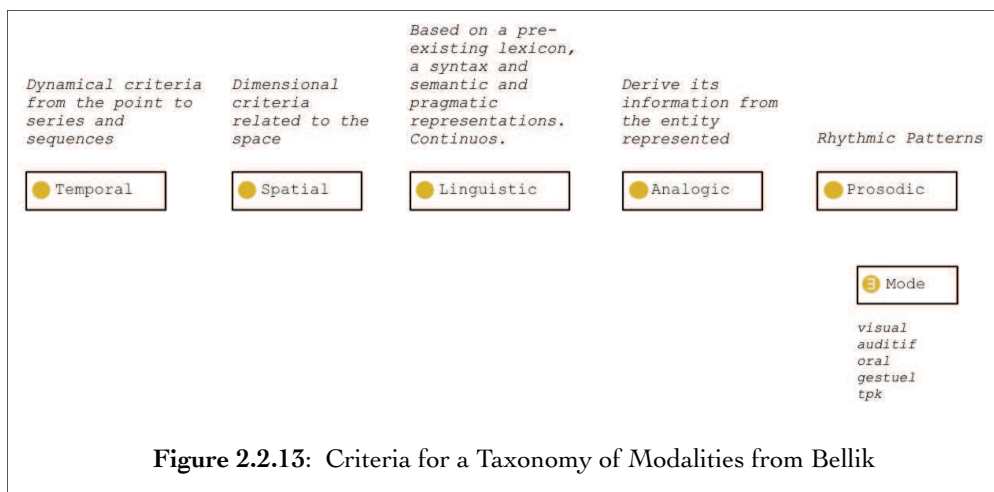 Dynamical criteria
from the point to
series and
sequences
Dimensional
criteria
related to the
space
Based on a pre-
existing lexicon,
a syntax and
semantic and
pragmatic
representations.
Continuos.
Derive its
information from
the entity
represented
Rhythmic Patterns
Temporal
Spatial
Linguistic
Analogic
Prosodic
3 Mode
visual
auditif
oral
gestuel
tpk
Figure 2.2.13: Criteria for a Taxonomy of Modalities from Bellik